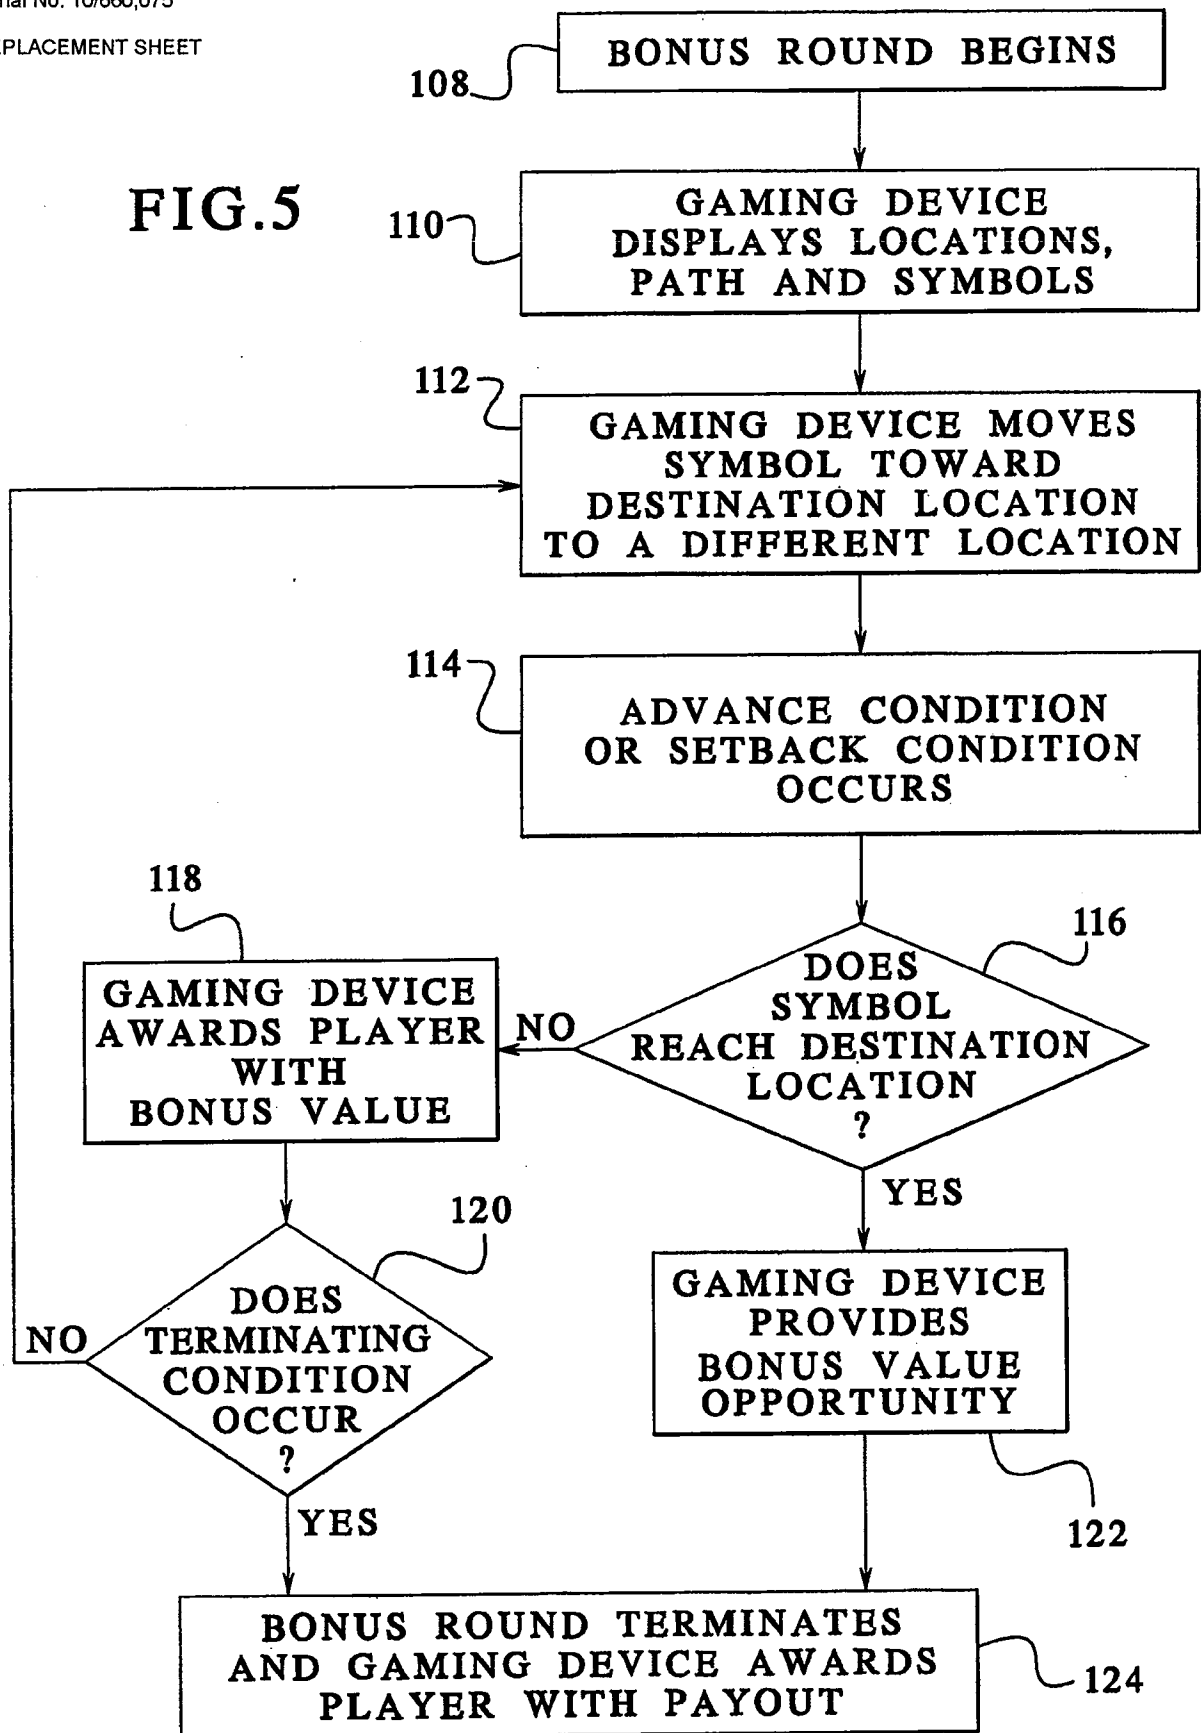 PLACEMENT SHEET
BONUS ROUND BEGINS
108
FIG.5
110
GAMING DEVICE
DISPLAYS LOCATIONS,
PATH AND SYMBOLS
112
GAMING DEVICE MOVES
SYMBOL TOWARD
DESTINATION LOCATION
TO A DIFFERENT LOCATION
114
ADVANCE CONDITION
OR SETBACK CONDITION
OCCURS
118
116
GAMING DEVICE
AWARDS PLAYER
WITH
BONUS VALUE
NO
DOES
SYMBOL
REACH DESTINATION
LOCATION
?
YES
120
DOES
TERMINATING
CONDITION
OCCUR
?
NO
YES
GAMING DEVICE
PROVIDES
BONUS VALUE
OPPORTUNITY
122
BONUS ROUND TERMINATES
AND GAMING DEVICE AWARDS
PLAYER WITH PAYOUT
124